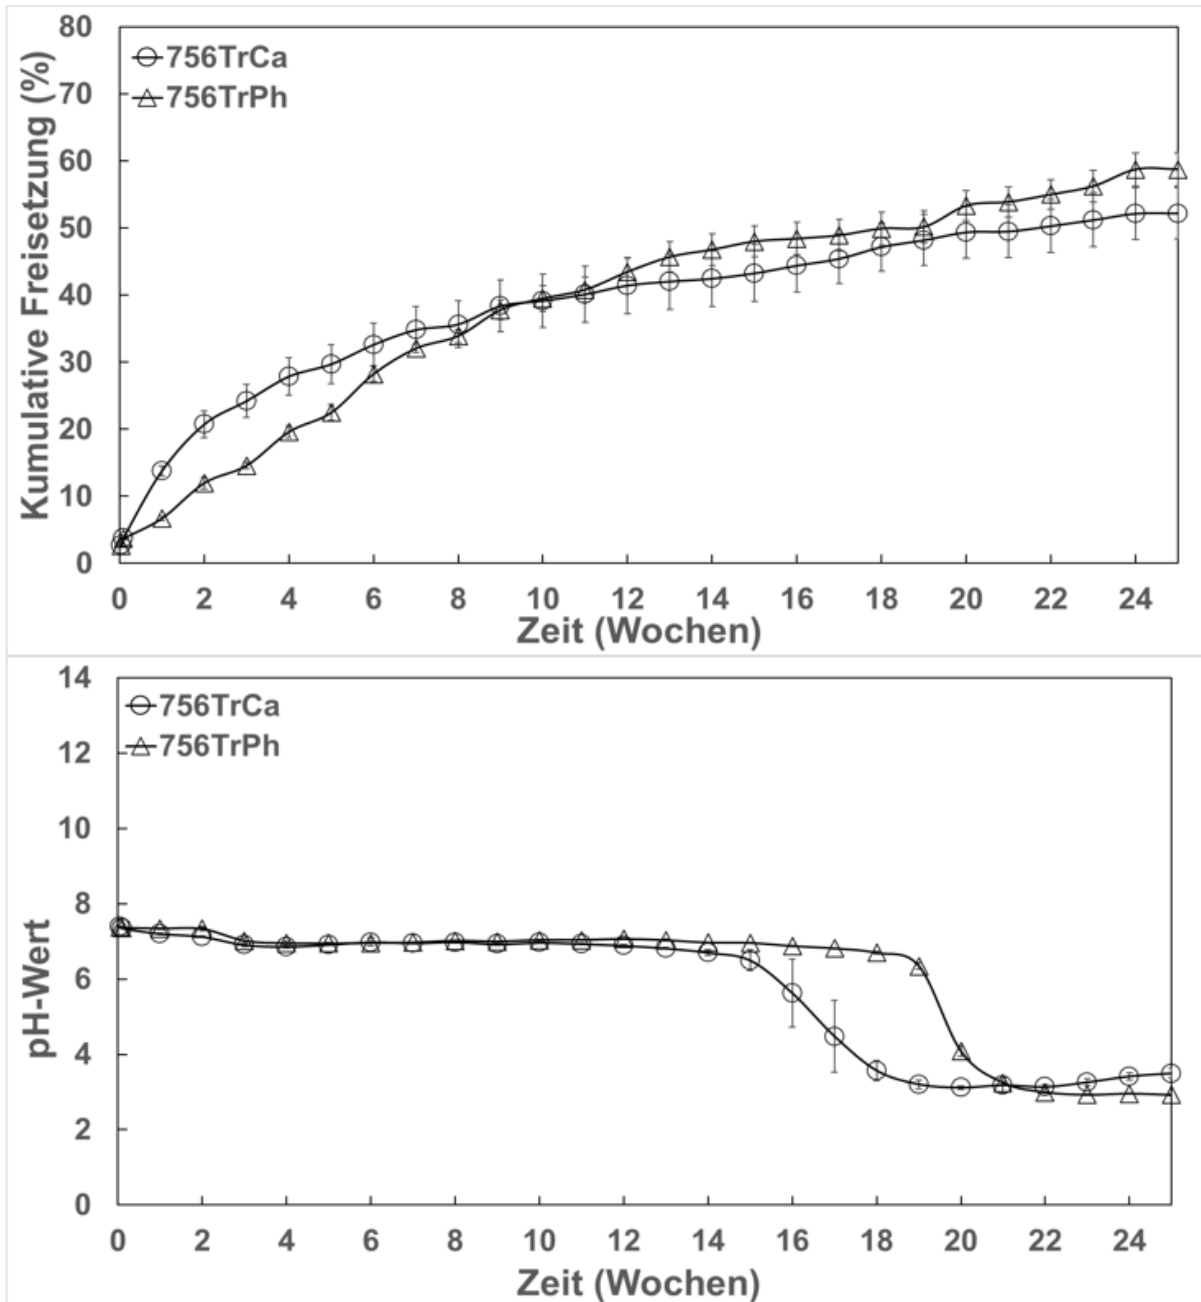 80
70
60
50
40
30
20
10
0
Kumulative Freisetzung (%)
756TrCa
756TrPh
0 2 4 6 8 10 12 14 16 18 20 22 24
Zeit (Wochen)
14
12
10
8
6
4
2
0
pH-Wert
756TrCa
756TrPh
0 2 4 6 8 10 12 14 16 18 20 22 24
Zeit (Wochen)